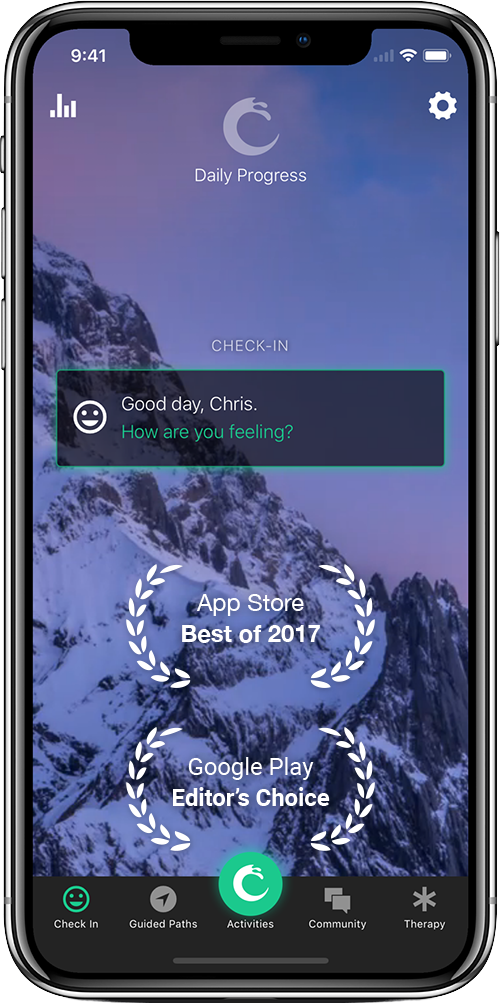 9:41
Daily Progress
CHECK-IN
Good day, Chris.
How are you feeling?
App Store
Best of 2017
Google Play
Editor's Choice
Check In
Guided Paths
Activities
Community
Therapy